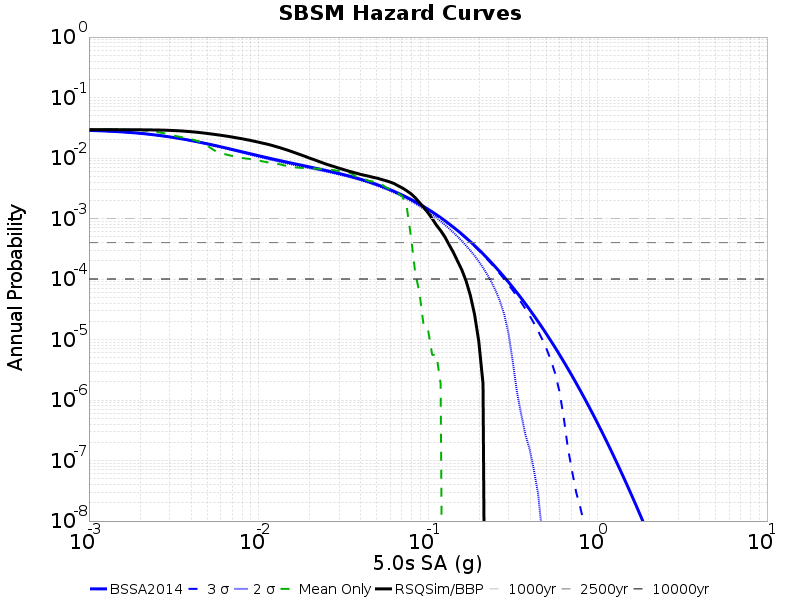 SBSM Hazard Curves
10^0
10^-1
10^-2
10^-3
10^-4
10^-5
10^-6
10^-7
10^-8
Annual Probability
10^-3 10^-2 10^-1 10^0 10^1
5.0s SA (g)
BSSA2014 3 σ 2 σ Mean Only RSQSim/BBP 1000yr 2500yr 10000yr